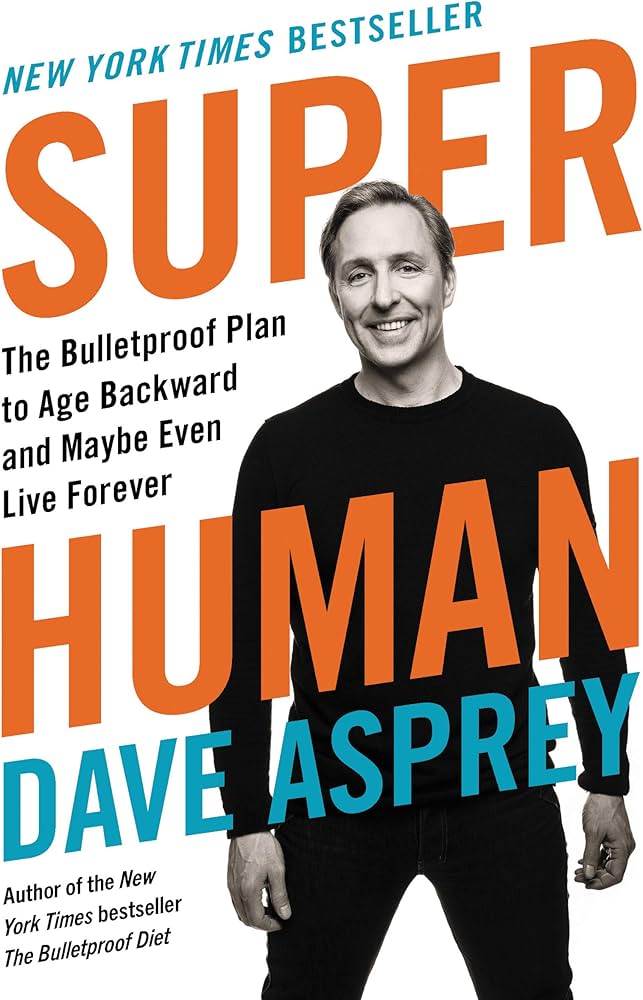 NEW YORK TIMES BESTSELLER
SUPER
The Bulletproof Plan
to Age Backward
and Maybe Even
Live Forever
HUMAN
DAVE ASPREY
Author of the New
York Times bestseller
The Bulletproof Diet